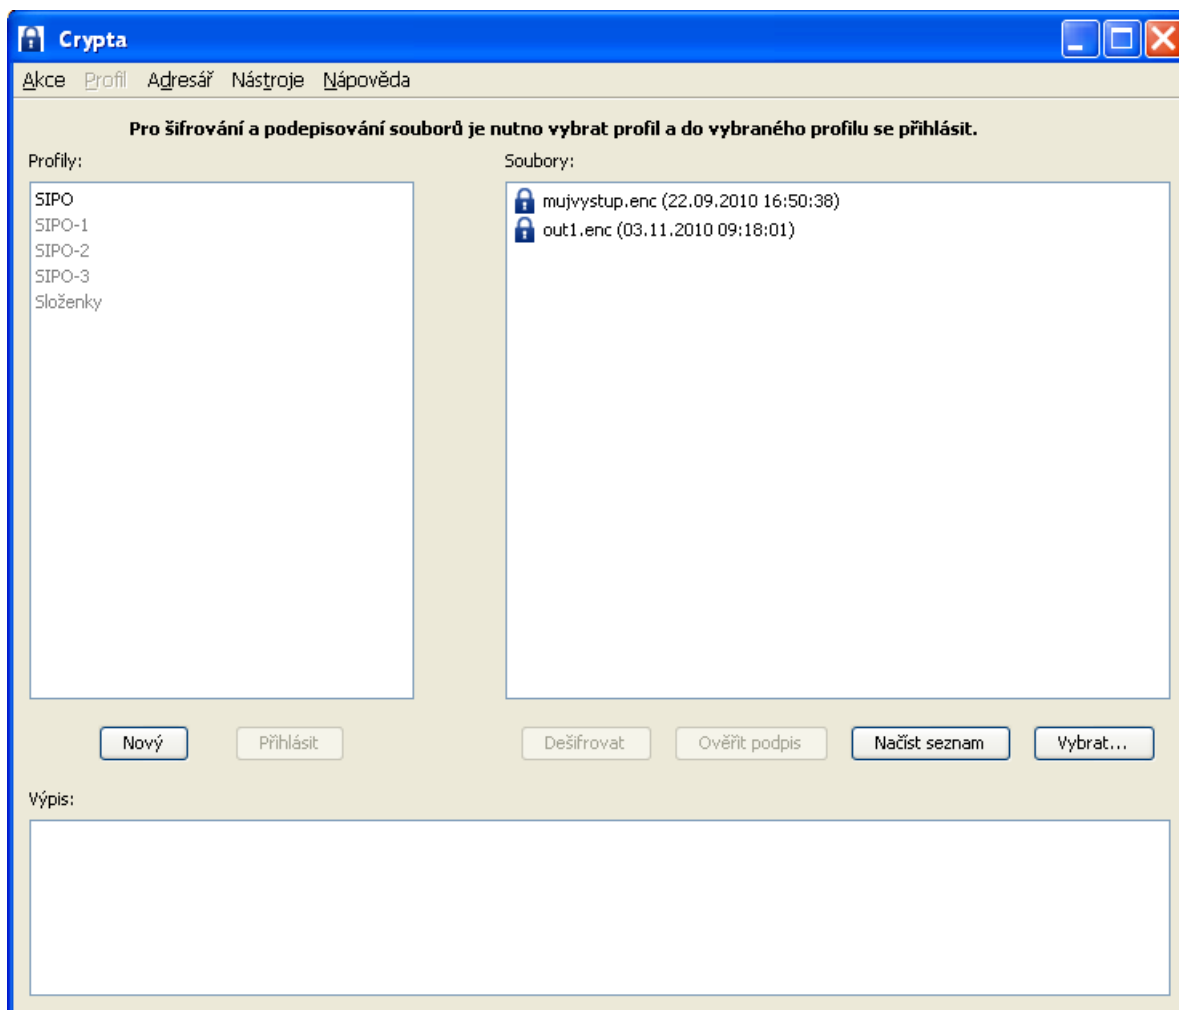 Crypta
Akce Profil Adresář Nástroje Nápověda
Pro šifrování a podepisování souborů je nutno vybrat profil a do vybraného profilu se přihlásit.
Profily:
SIPO
SIPO-1
SIPO-2
SIPO-3
Složenky
Soubory:
mujvystup.enc (22.09.2010 16:50:38)
out1.enc (03.11.2010 09:18:01)
Nový Přihlásit Dešifrovat Ověřit podpis Načíst seznam Vybrat...
Výpis: